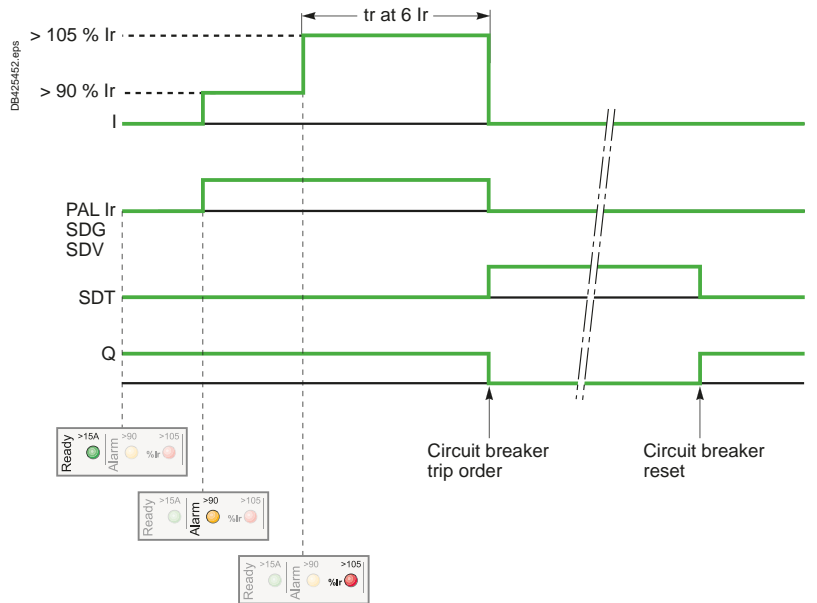 tr at 6 Ir
> 105 % Ir
DB425452.eps
> 90 % Ir
I
PAL Ir
SDG
SDV
SDT
Q
Circuit breaker
trip order
Circuit breaker
reset
Ready
>15A
Alarm
>90
%Ir
>105
Ready
>15A
Alarm
>90
%Ir
>105
Ready
>15A
Alarm
>90
%Ir
>105